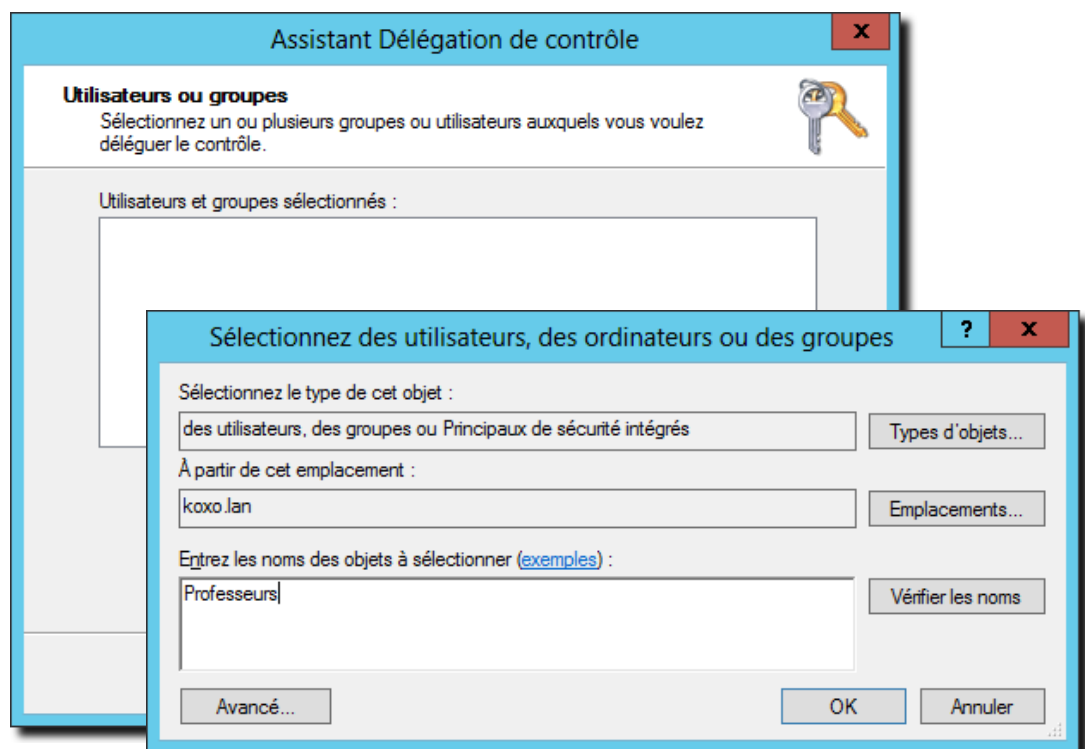 Assistant Délégation de contrôle
x
Utilisateurs ou groupes
Sélectionnez un ou plusieurs groupes ou utilisateurs auxquels vous voulez
déléguer le contrôle.
Utilisateurs et groupes sélectionnés :
Sélectionnez des utilisateurs, des ordinateurs ou des groupes
?
x
Sélectionnez le type de cet objet :
des utilisateurs, des groupes ou Principaux de sécurité intégrés
Types d'objets...
À partir de cet emplacement :
koxo.lan
Emplacements...
Entrez les noms des objets à sélectionner (exemples) :
Professeurs
Vérifier les noms
Avancé...
OK
Annuler